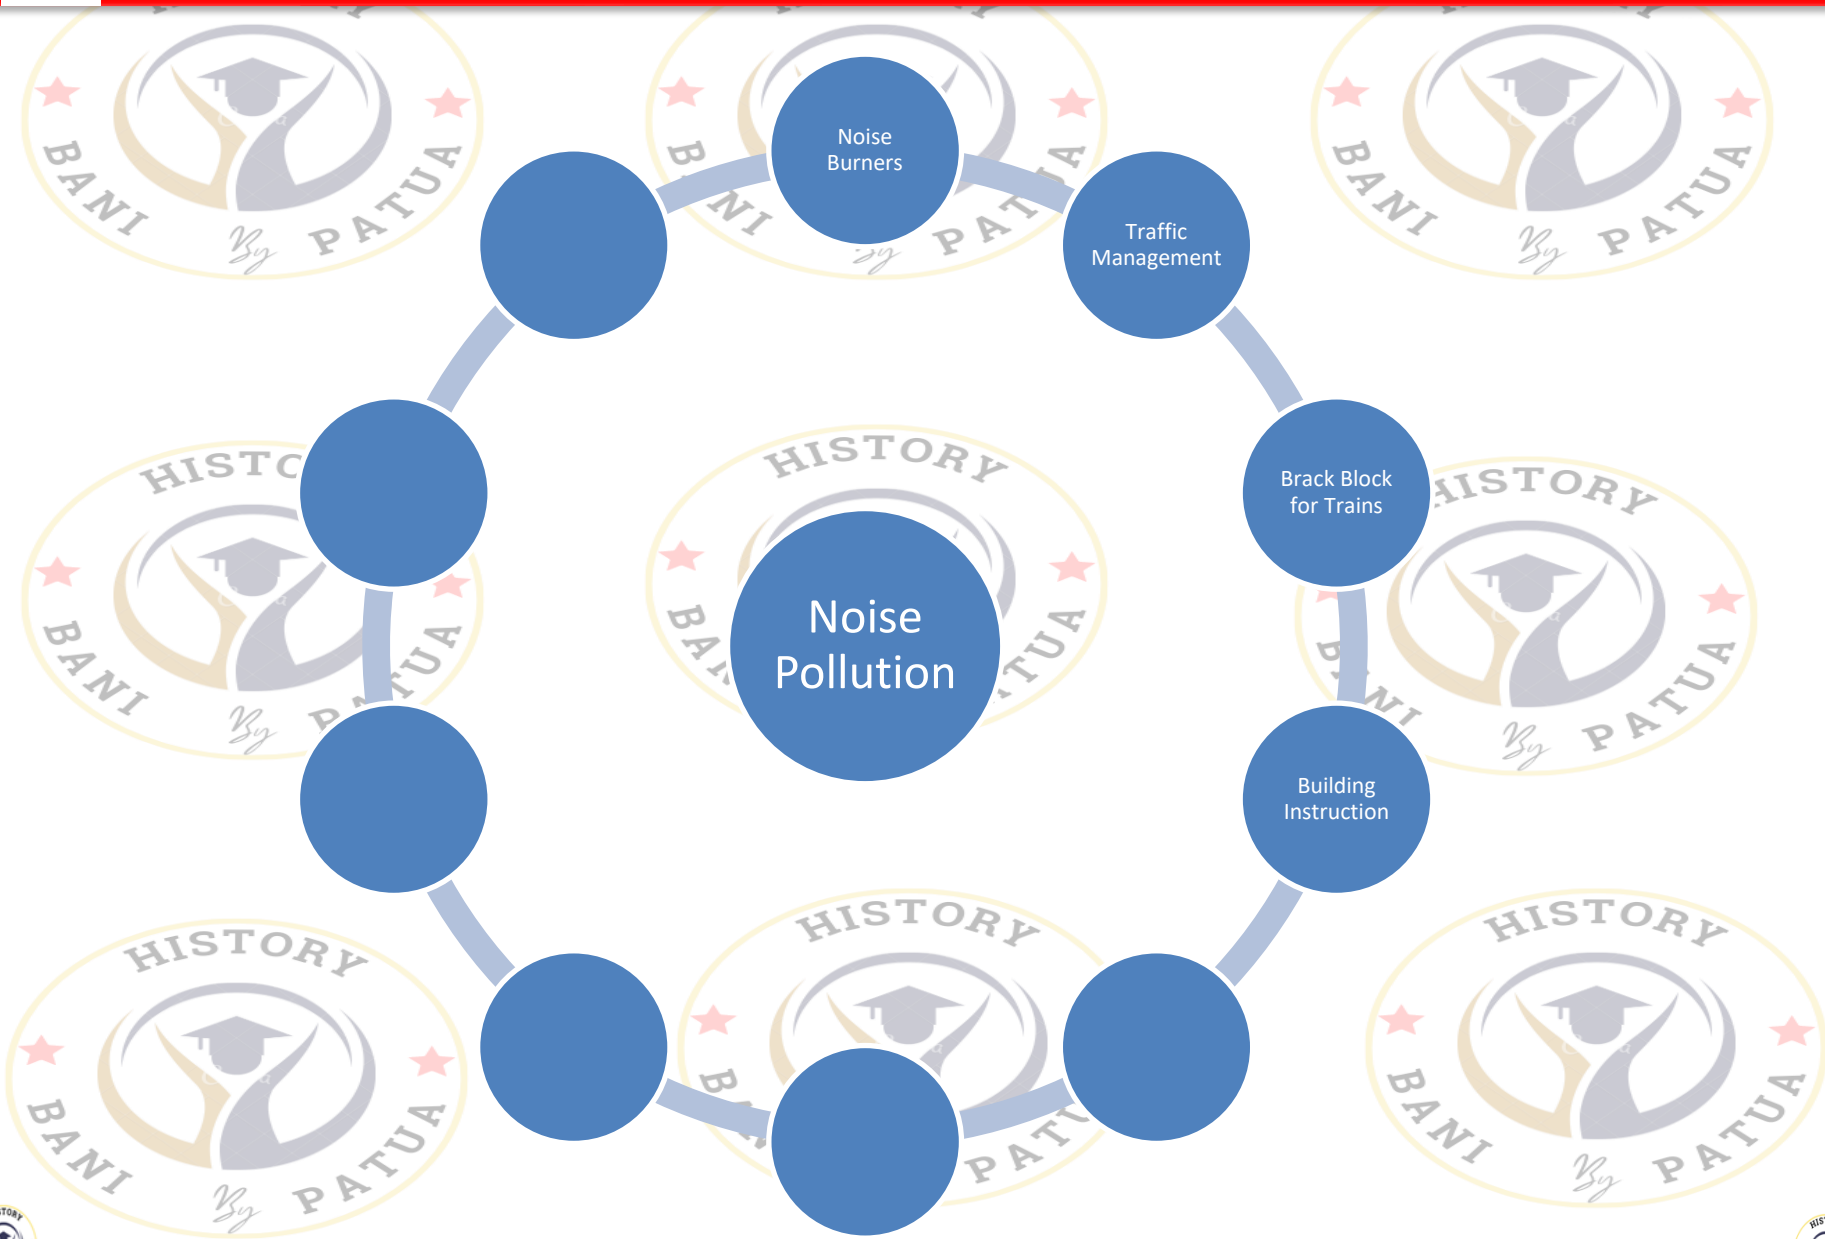 Noise
Burners
Traffic
Management
Brack Block
for Trains
Building
Instruction
Noise
Pollution
HISTORY
BANI By PATUA